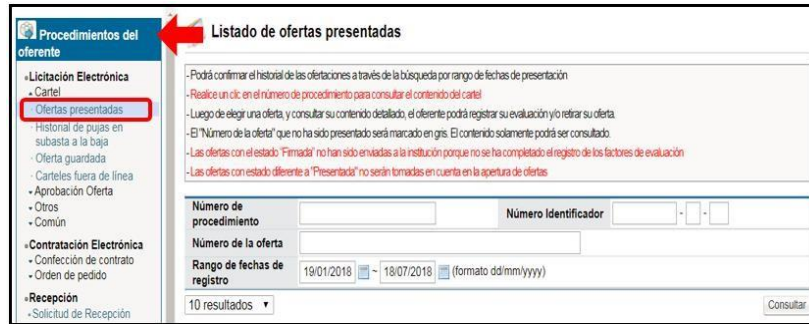 Procedimientos del
oferente
Licitación Electrónica
Cartel
Ofertas presentadas
Historial de pujas en
subasta a la baja
Oferta guardada
Carteles fuera de línea
Aprobación Oferta
Otros
Común
Contratación Electrónica
Confección de contrato
Orden de pedido
Recepción
Solicitud de Recepción
Listado de ofertas presentadas
- Podrá confirmar el historial de las ofertaciones a través de la búsqueda por rango de fechas de presentación
- Realice un clic en el número de procedimiento para consultar el contenido del cartel
- Luego de elegir una oferta, y consultar su contenido detallado, el oferente podrá registrar su evaluación y/o retirar su oferta.
- El "Número de la oferta" que no ha sido presentado será marcado en gris. El contenido solamente podrá ser consultado.
- Las ofertas con el estado "Firmada" no han sido enviadas a la institución porque no se ha completado el registro de los factores de evaluación
- Las ofertas con estado diferente a "Presentada" no serán tomadas en cuenta en la apertura de ofertas
Número de
procedimiento
Número Identificador - -
Número de la oferta
Rango de fechas de
registro
19/01/2018 ~ 18/07/2018 (formato dd/mm/yyyy)
10 resultados
Consultar